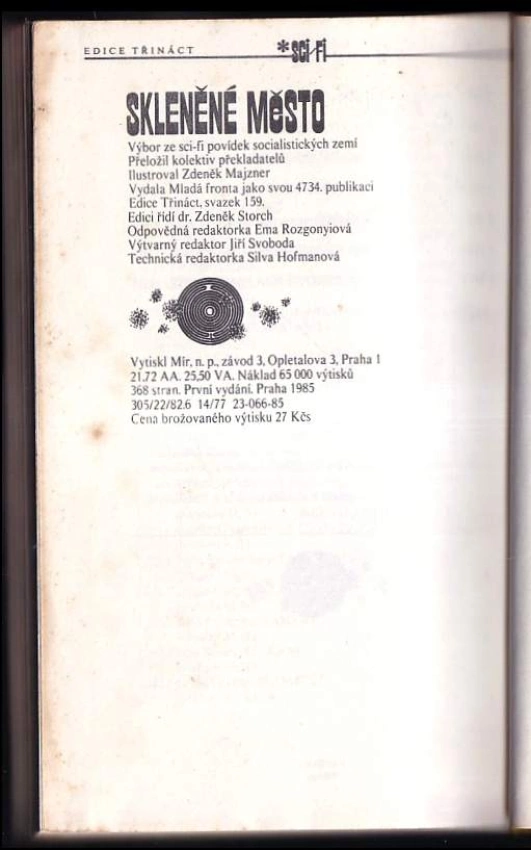 EDICE TŘINÁCT *sci-fi
SKLENĚNÉ MěSTO
Výbor ze sci-fi povídek socialistických zemí
Přeložil kolektiv překladatelů
Ilustroval Zdeněk Majzner
Vydala Mladá fronta jako svou 4734. publikaci
Edice Třináct, svazek 159.
Edici řídí dr. Zdeněk Storch
Odpovědná redaktorka Ema Rozgonyiová
Výtvarný redaktor Jiří Svoboda
Technická redaktorka Silva Hofmanová
Vytiskl Mír, n. p., závod 3, Opletalova 3, Praha 1
21,72 AA. 25,50 VA. Náklad 65 000 výtisků
368 stran. První vydání. Praha 1985
305/22/82.6 14/77 23-066-85
Cena brožovaného výtisku 27 Kčs